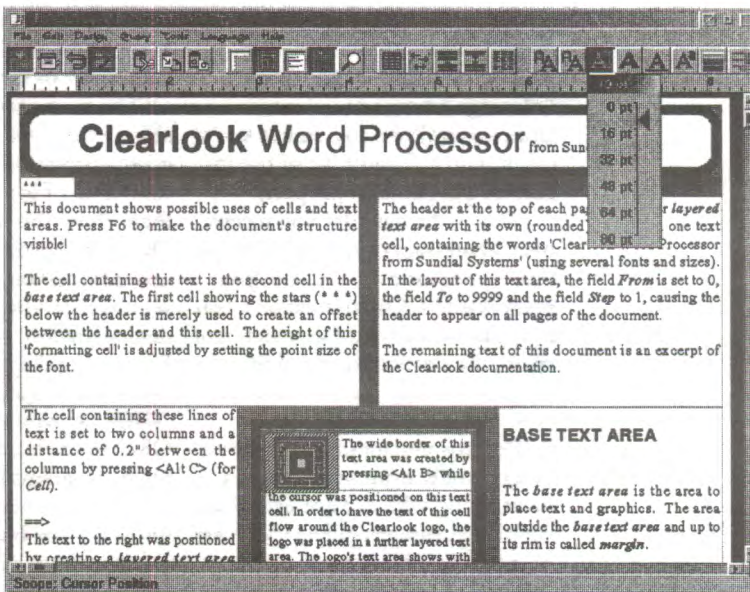 File Edit Design Query Tools Language Help
Clearlook Word Processor from Sun
* * *
This document shows possible uses of cells and text
areas. Press F6 to make the document's structure
visible!
The cell containing this text is the second cell in the
base text area. The first cell showing the stars (* * *)
below the header is merely used to create an offset
between the header and this cell. The height of this
'formatting cell' is adjusted by setting the point size of
the font.
The header at the top of each r layered
text area with its own (rounded) one text
cell, containing the words 'Clear Processor
from Sundial Systems' (using several fonts and sizes).
In the layout of this text area, the field From is set to 0,
the field To to 9999 and the field Step to 1, causing the
header to appear on all pages of the document.
The remaining text of this document is an excerpt of
the Clearlook documentation.
0 pt
16 pt
32 pt
48 pt
64 pt
80 pt
The cell containing these lines of
text is set to two columns and a
distance of 0.2" between the
columns by pressing <Alt C> (for
Cell).
==>
The text to the right was positioned
by creating a layered text area
The wide border of this
text area was created by
pressing <Alt B> while
the cursor was positioned on this text
cell. In order to have the text of this cell
flow around the Clearlook logo, the
logo was placed in a further layered text
area. The logo's text area shows with
BASE TEXT AREA
The base text area is the area to
place text and graphics. The area
outside the base text area and up to
its rim is called margin.
Scope: Cursor Position